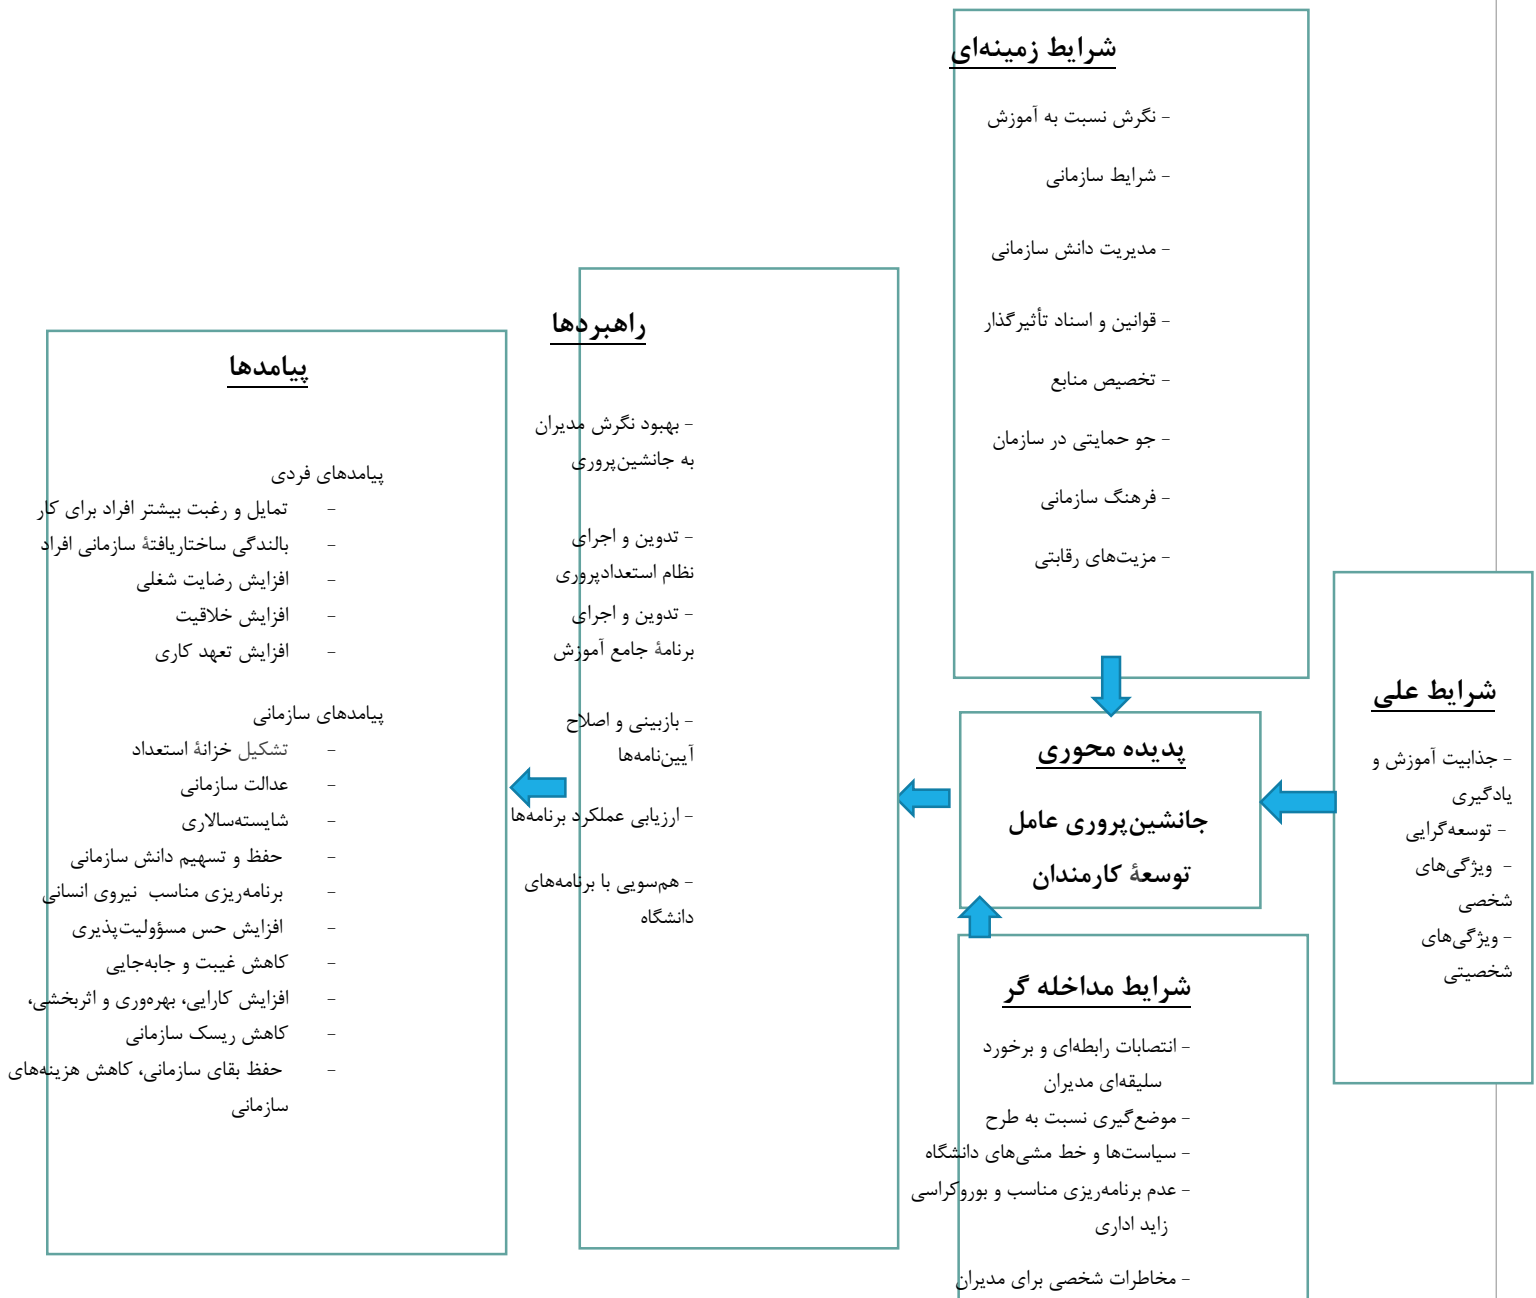 شرایط زمینه‌ای
- نگرش نسبت به آموزش
- شرایط سازمانی
- مدیریت دانش سازمانی
- قوانین و اسناد تأثیرگذار
- تخصیص منابع
- جو حمایتی در سازمان
- فرهنگ سازمانی
- مزیت‌های رقابتی
شرایط علی
- جذابیت آموزش و
یادگیری
- توسعه‌گرایی
- ویژگی‌های
شخصی
- ویژگی‌های
شخصیتی
پدیده محوری
جانشین‌پروری عامل
توسعۀ کارمندان
شرایط مداخله گر
- انتصابات رابطه‌ای و برخورد
سلیقه‌ای مدیران
- موضع‌گیری نسبت به طرح
- سیاست‌ها و خط مشی‌های دانشگاه
- عدم برنامه‌ریزی مناسب و بوروکراسی
زاید اداری
- مخاطرات شخصی برای مدیران
راهبردها
- بهبود نگرش مدیران
به جانشین‌پروری
- تدوین و اجرای
نظام استعدادپروری
- تدوین و اجرای
برنامۀ جامع آموزش
- بازبینی و اصلاح
آیین‌نامه‌ها
- ارزیابی عملکرد برنامه‌ها
- هم‌سویی با برنامه‌های
دانشگاه
پیامدها
پیامدهای فردی
- تمایل و رغبت بیشتر افراد برای کار
- بالندگی ساختاریافتۀ سازمانی افراد
- افزایش رضایت شغلی
- افزایش خلاقیت
- افزایش تعهد کاری
پیامدهای سازمانی
- تشکیل خزانۀ استعداد
- عدالت سازمانی
- شایسته‌سالاری
- حفظ و تسهیم دانش سازمانی
- برنامه‌ریزی مناسب نیروی انسانی
- افزایش حس مسؤولیت‌پذیری
- کاهش غیبت و جابه‌جایی
- افزایش کارایی، بهره‌وری و اثربخشی،
- کاهش ریسک سازمانی
- حفظ بقای سازمانی، کاهش هزینه‌های
سازمانی